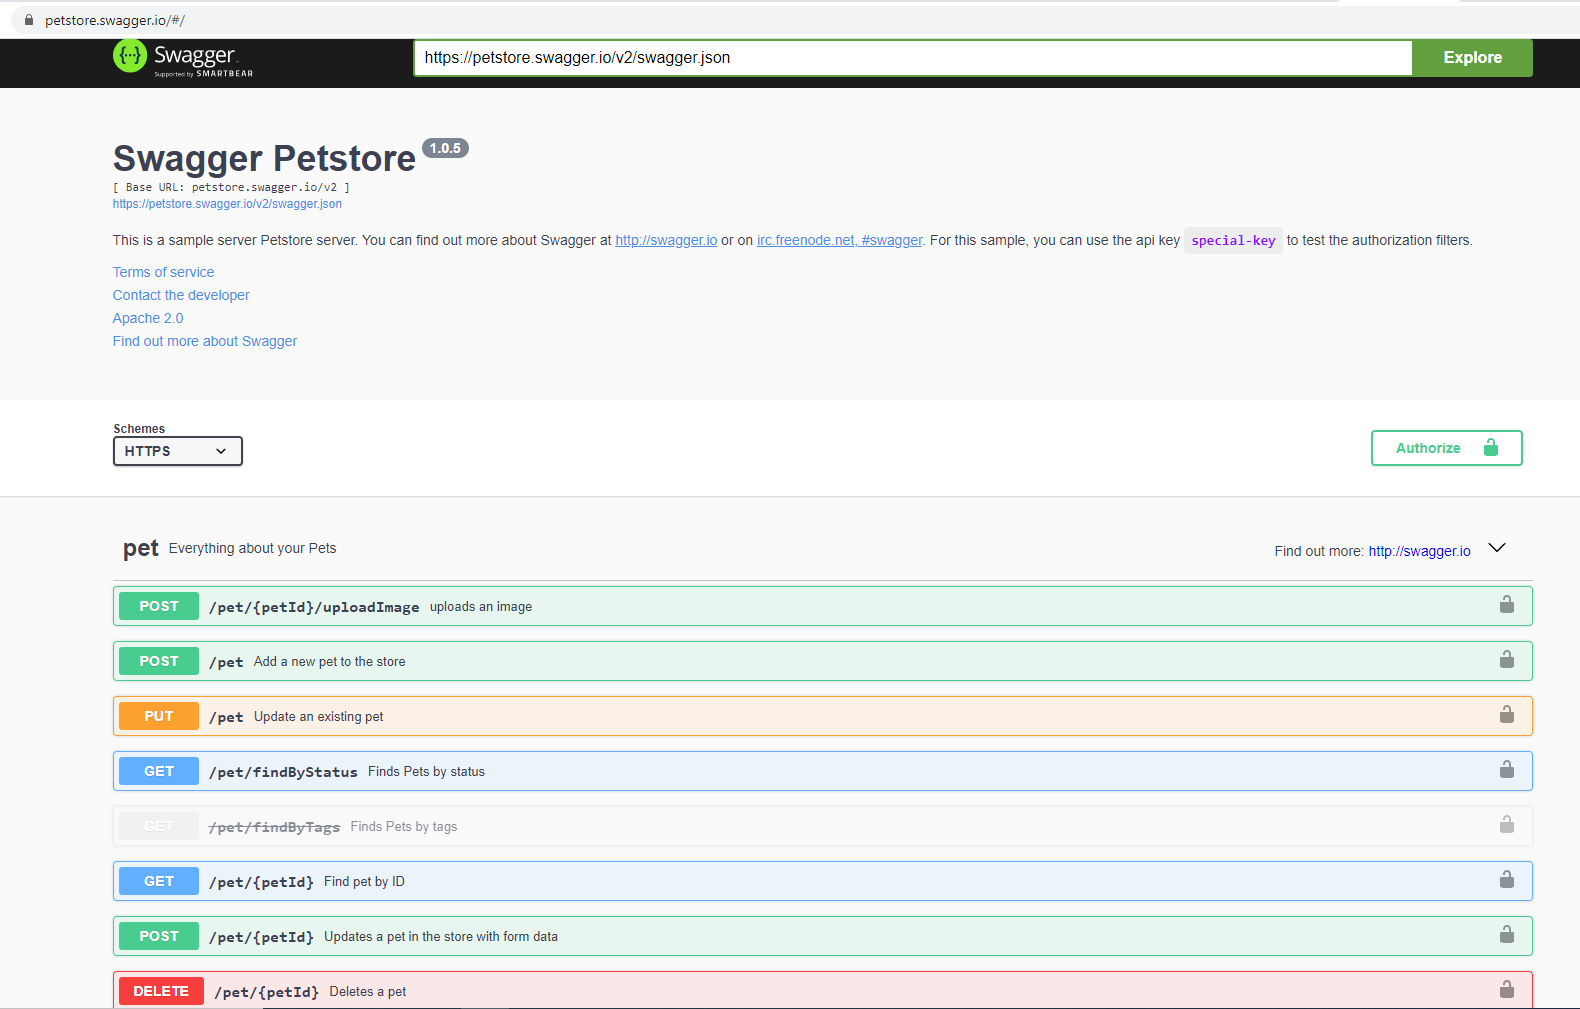 petstore.swagger.io/#/
Swagger
Supported by SMARTBEAR
https://petstore.swagger.io/v2/swagger.json
Explore
Swagger Petstore 1.0.5
[ Base URL: petstore.swagger.io/v2 ]
https://petstore.swagger.io/v2/swagger.json
This is a sample server Petstore server. You can find out more about Swagger at http://swagger.io or on irc.freenode.net, #swagger. For this sample, you can use the api key special-key to test the authorization filters.
Terms of service
Contact the developer
Apache 2.0
Find out more about Swagger
Schemes
HTTPS
Authorize
pet Everything about your Pets
Find out more: http://swagger.io
POST /pet/{petId}/uploadImage uploads an image
POST /pet Add a new pet to the store
PUT /pet Update an existing pet
GET /pet/findByStatus Finds Pets by status
GET /pet/findByTags Finds Pets by tags
GET /pet/{petId} Find pet by ID
POST /pet/{petId} Updates a pet in the store with form data
DELETE /pet/{petId} Deletes a pet